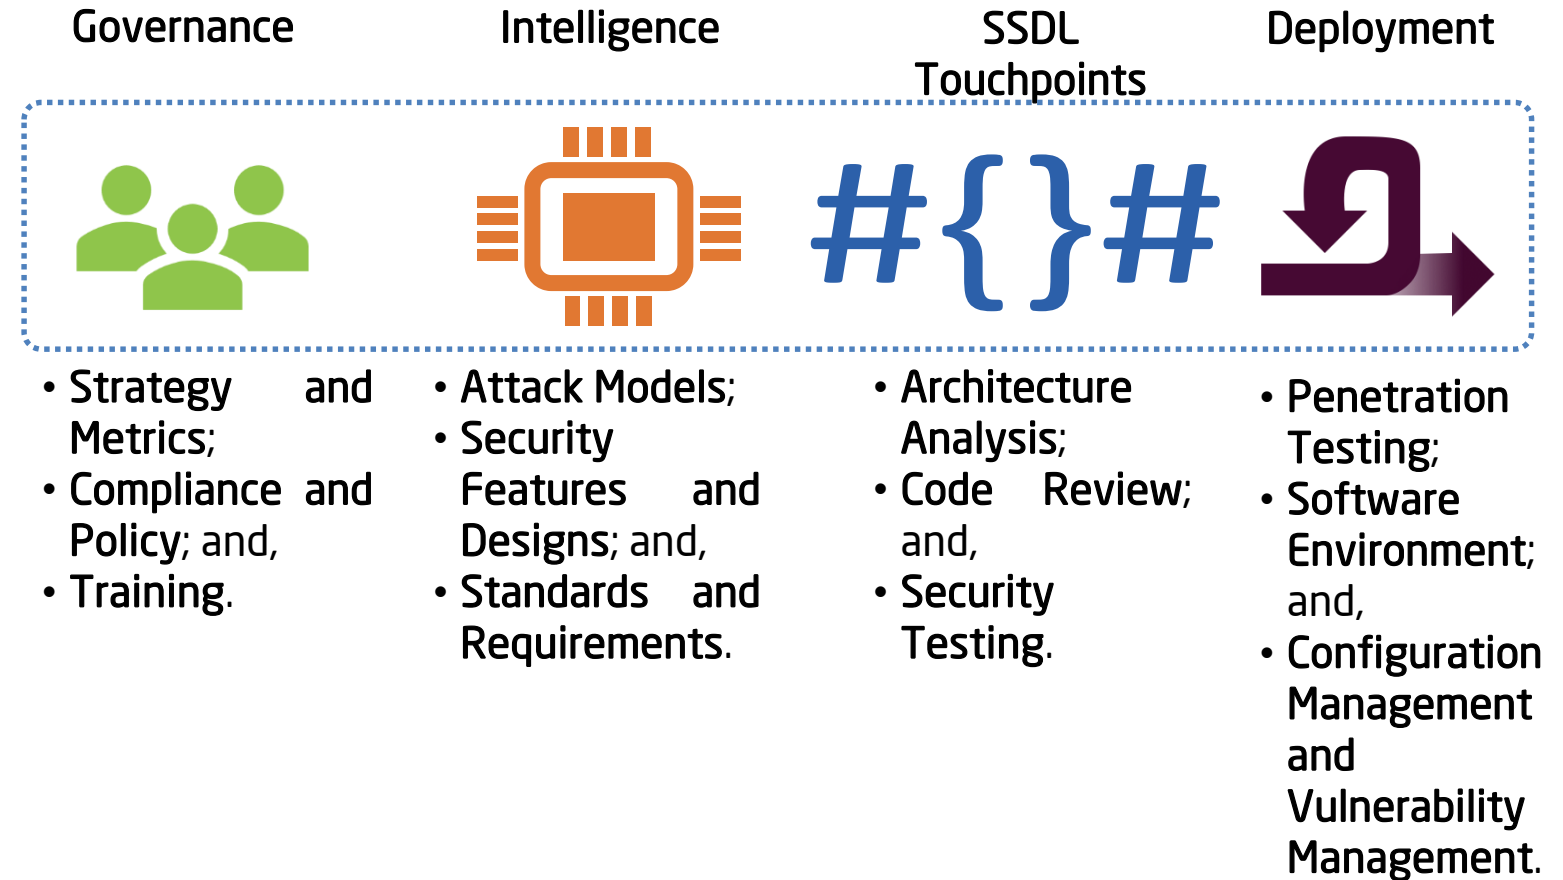 Governance
Intelligence
SSDL
Touchpoints
Deployment
#{}#
• Strategy and
Metrics;
• Compliance and
Policy; and,
• Training.
• Attack Models;
• Security
Features and
Designs; and,
• Standards and
Requirements.
• Architecture
Analysis;
• Code Review;
and,
• Security
Testing.
• Penetration
Testing;
• Software
Environment;
and,
• Configuration
Management
and
Vulnerability
Management.